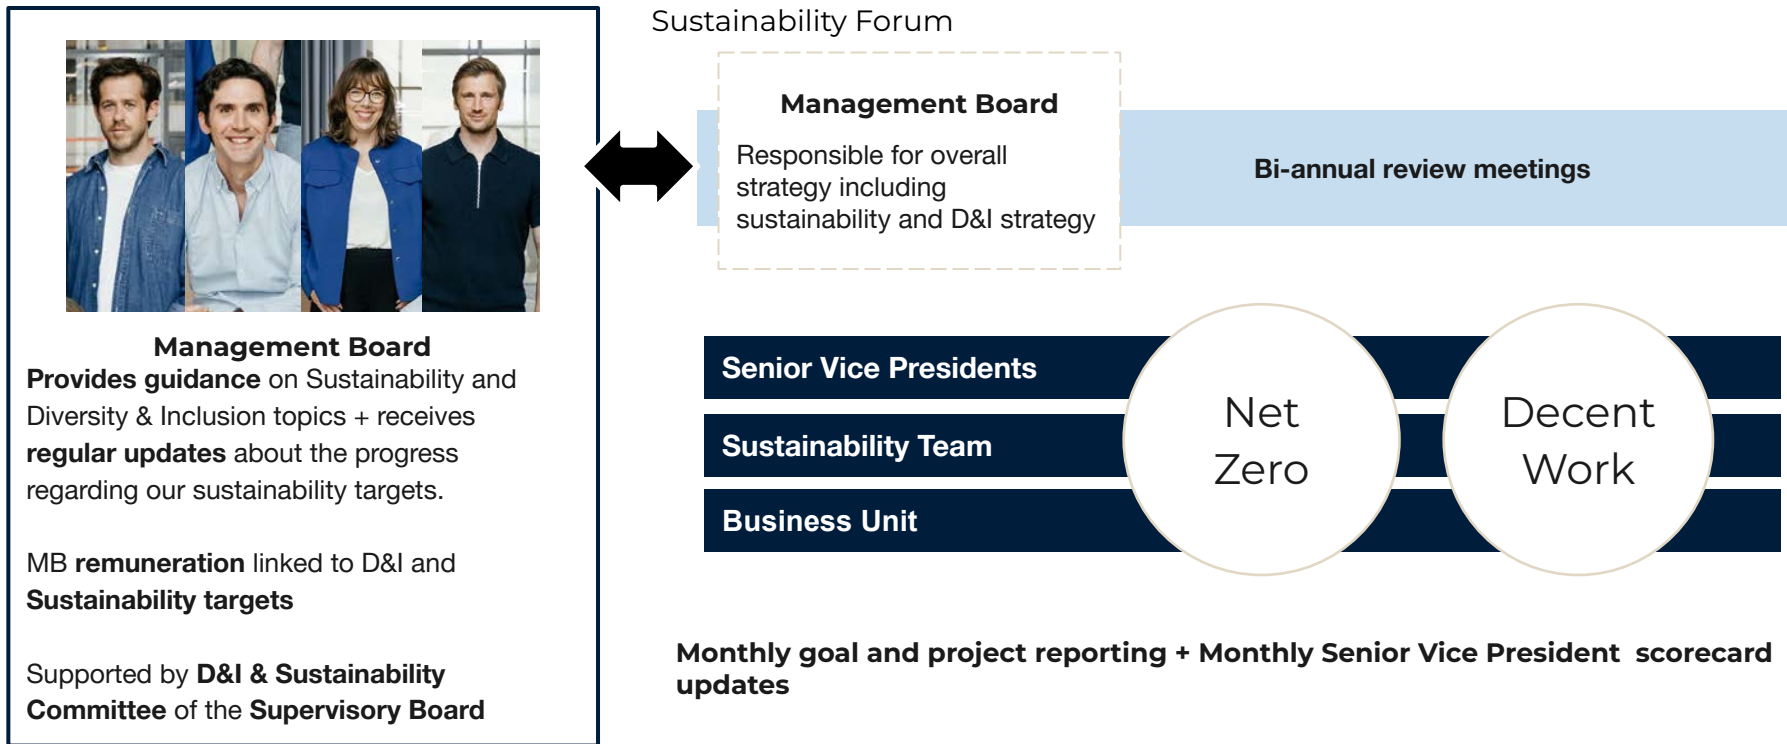 Management Board
Provides guidance on Sustainability and
Diversity & Inclusion topics + receives
regular updates about the progress
regarding our sustainability targets.
MB remuneration linked to D&I and
Sustainability targets
Supported by D&I & Sustainability
Committee of the Supervisory Board
Sustainability Forum
Management Board
Responsible for overall
strategy including
sustainability and D&I strategy
Bi-annual review meetings
Senior Vice Presidents
Sustainability Team
Business Unit
Net
Zero
Decent
Work
Monthly goal and project reporting + Monthly Senior Vice President scorecard
updates